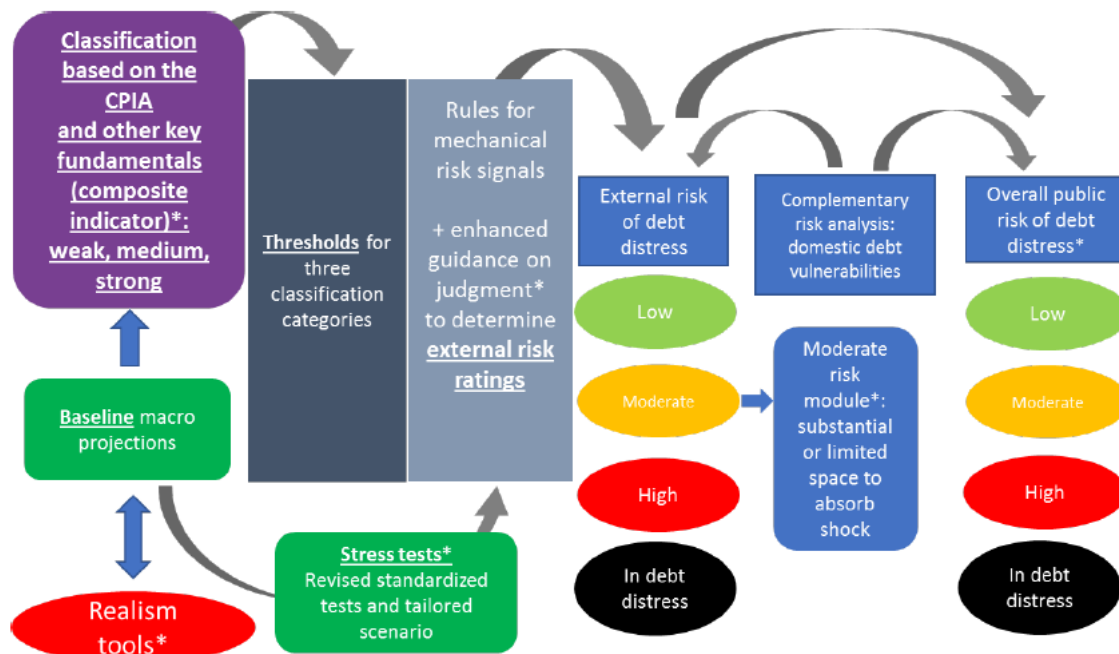 Classification
based on the
CPIA
and other key
fundamentals
(composite
indicator)*:
weak, medium,
strong
Baseline macro
projections
Realism
tools*
Thresholds for
three
classification
categories
Rules for
mechanical
risk signals
+ enhanced
guidance on
judgment*
to determine
external risk
ratings
Stress tests*
Revised standardized
tests and tailored
scenario
External risk
of debt
distress
Low
Moderate
High
In debt
distress
Complementary
risk analysis:
domestic debt
vulnerabilities
Moderate
risk
module*:
substantial
or limited
space to
absorb
shock
Overall public
risk of debt
distress*
Low
Moderate
High
In debt
distress